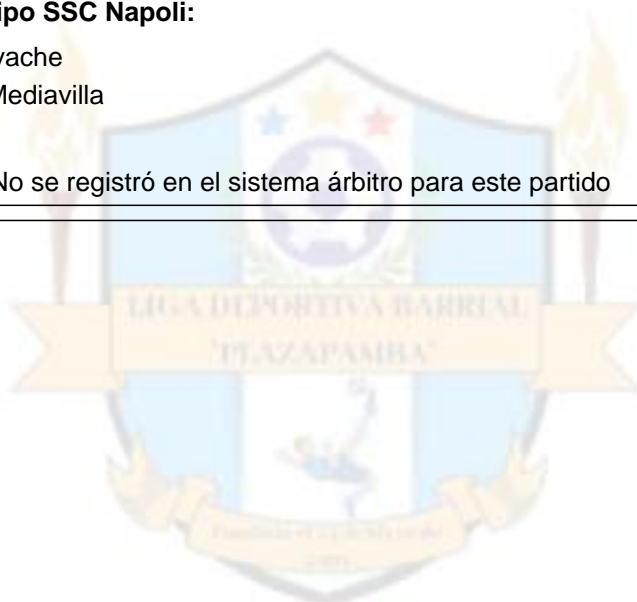 ipo SSC Napoli:
vache
Mediavilla
No se registró en el sistema árbitro para este partido
LIGA DEPORTIVA BARRIAL
"PLAZAPAMBA"